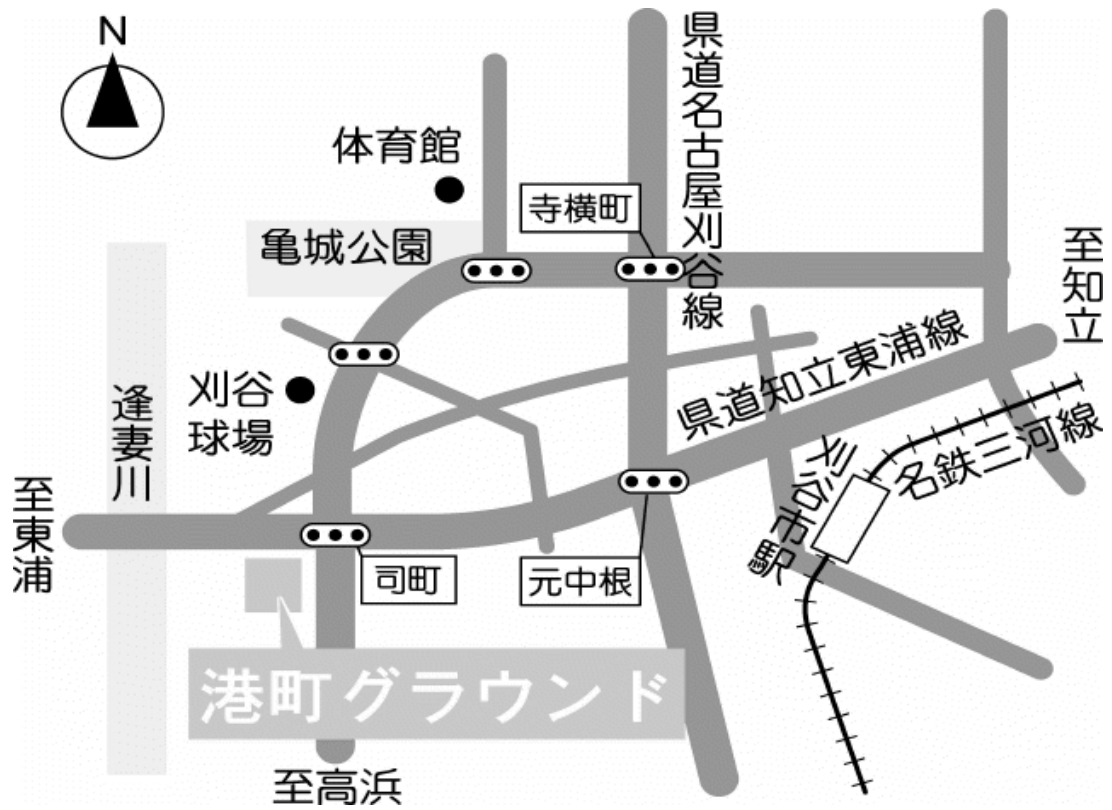 N
体育館
県道名古屋刈谷線
寺横町
亀城公園
至知立
県道知立東浦線
刈谷
球場
逢妻川
名鉄三河線
刈谷市駅
至東浦
司町
元中根
港町グラウンド
至高浜